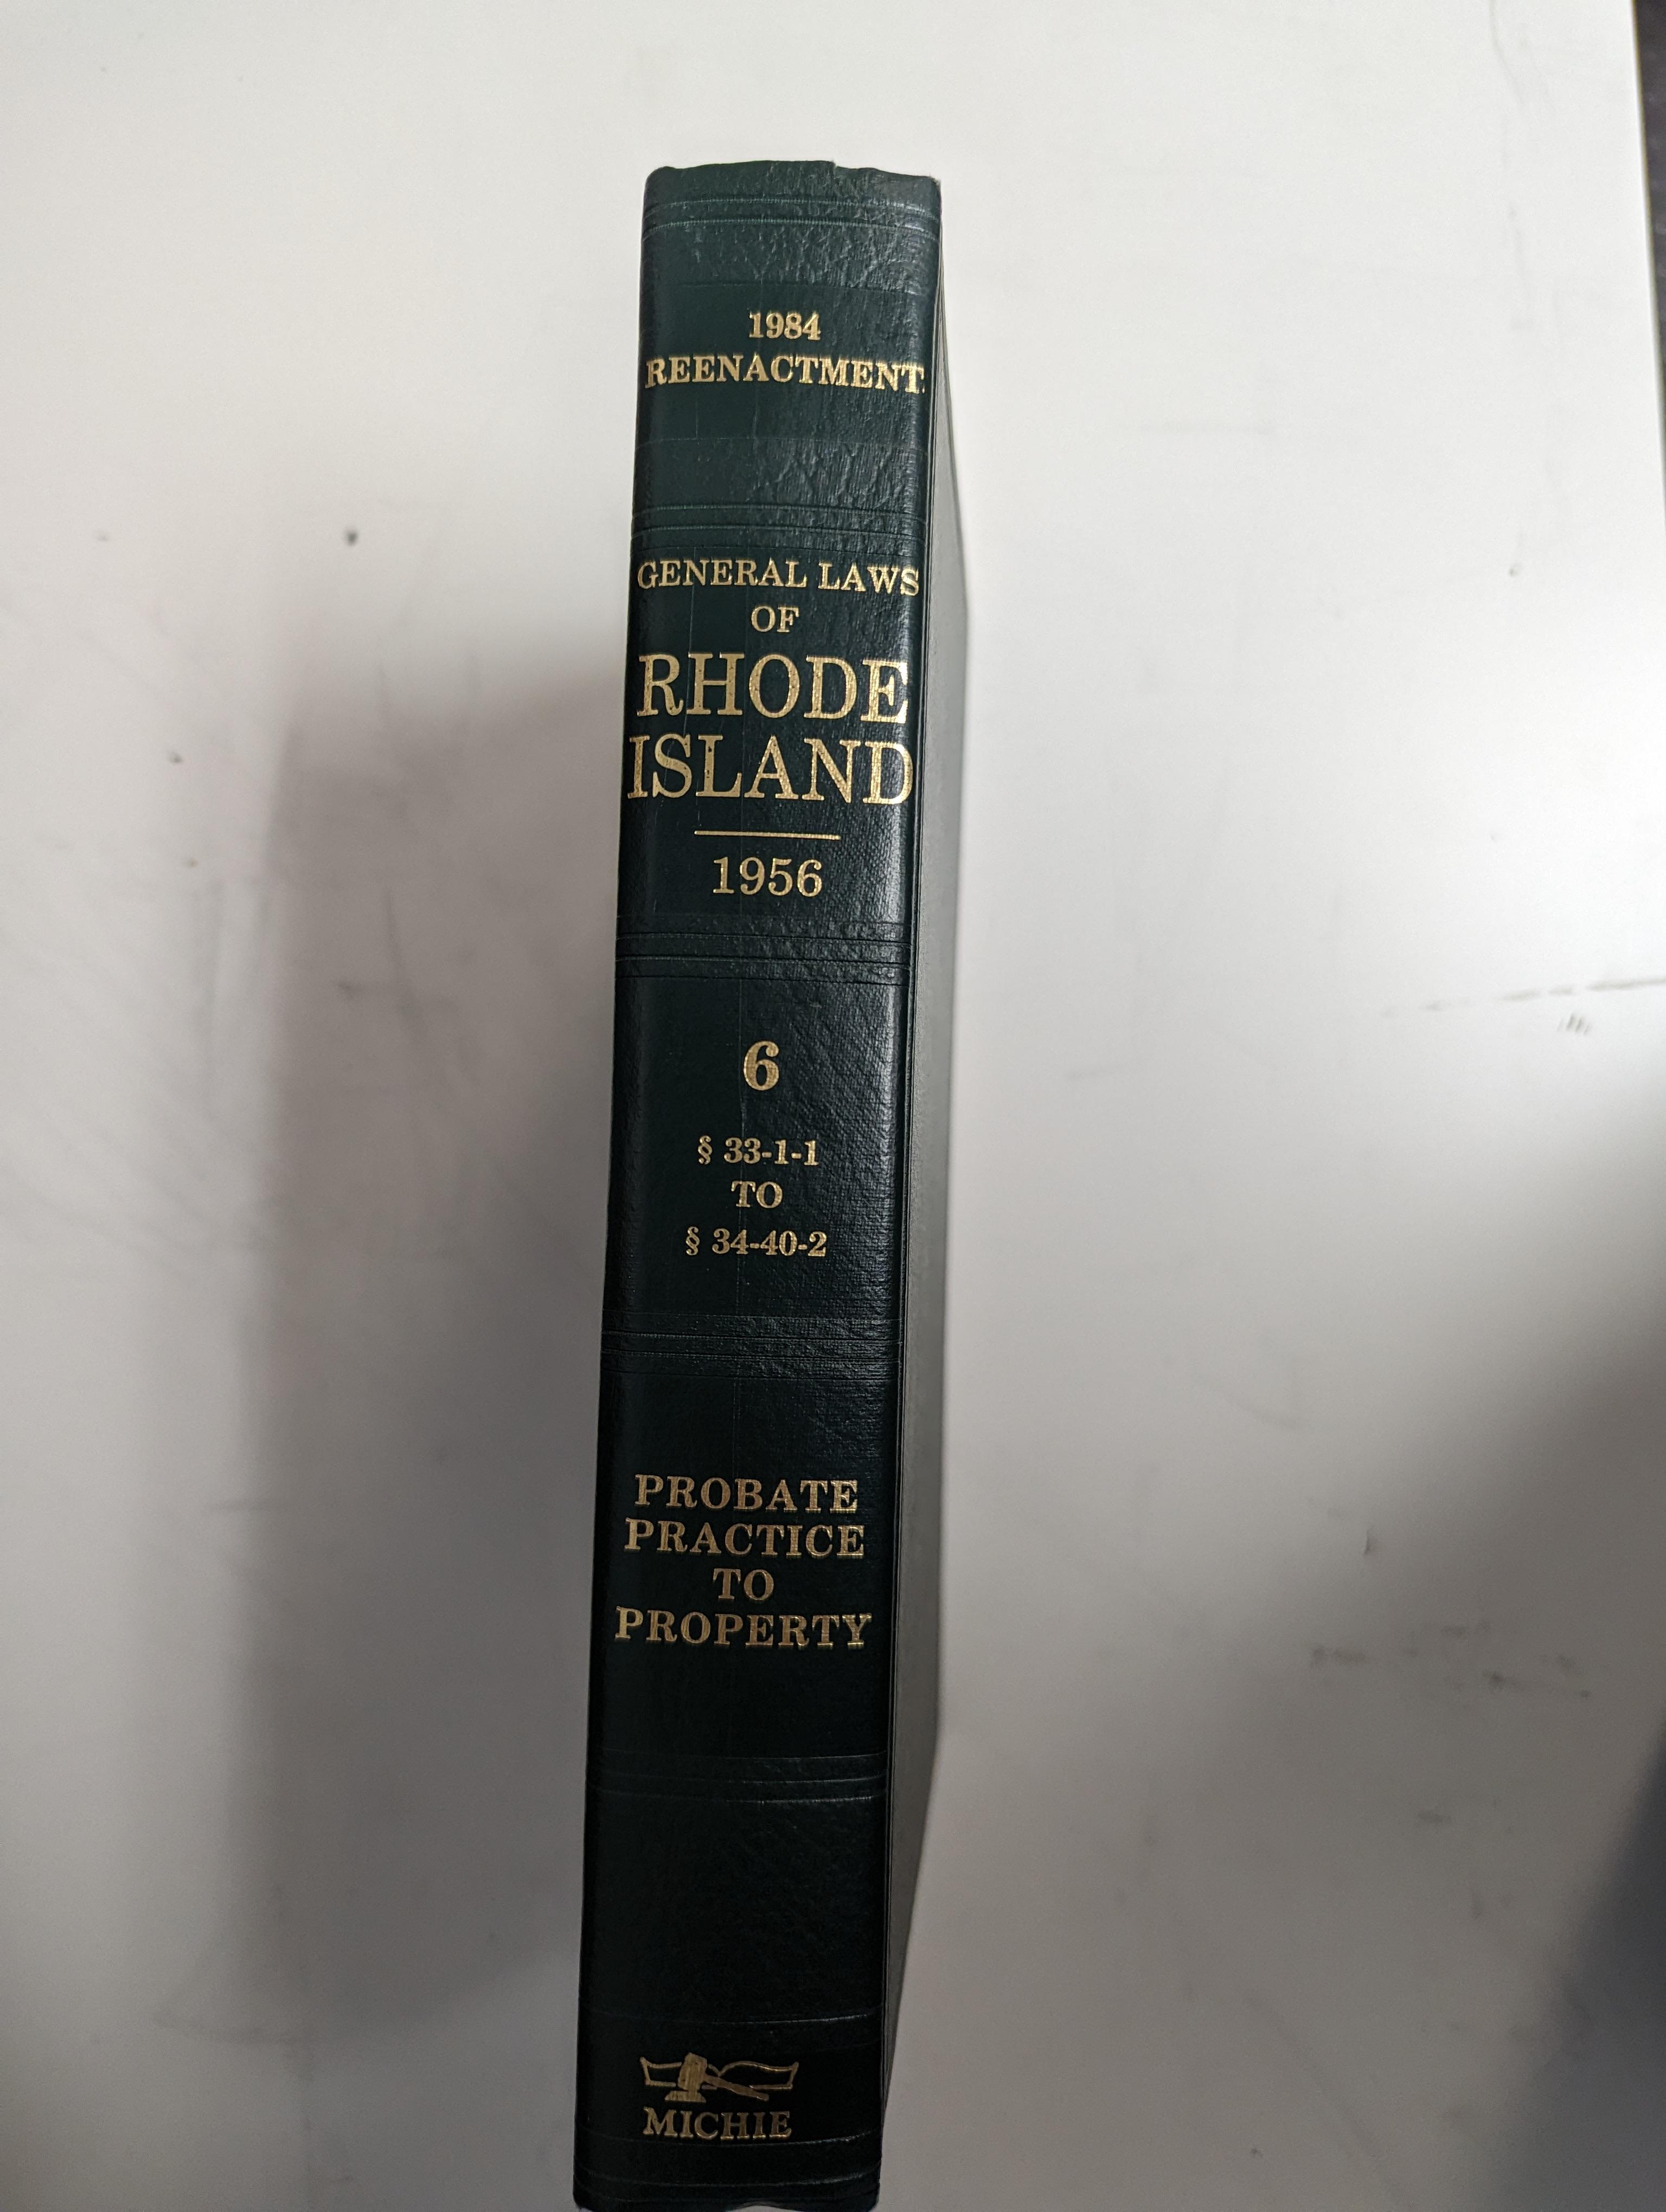 1984
REENACTMENT
GENERAL LAWS
OF
RHODE
ISLAND
1956
6
§ 33-1-1
TO
§ 34-40-2
PROBATE
PRACTICE
TO
PROPERTY
MICHIE